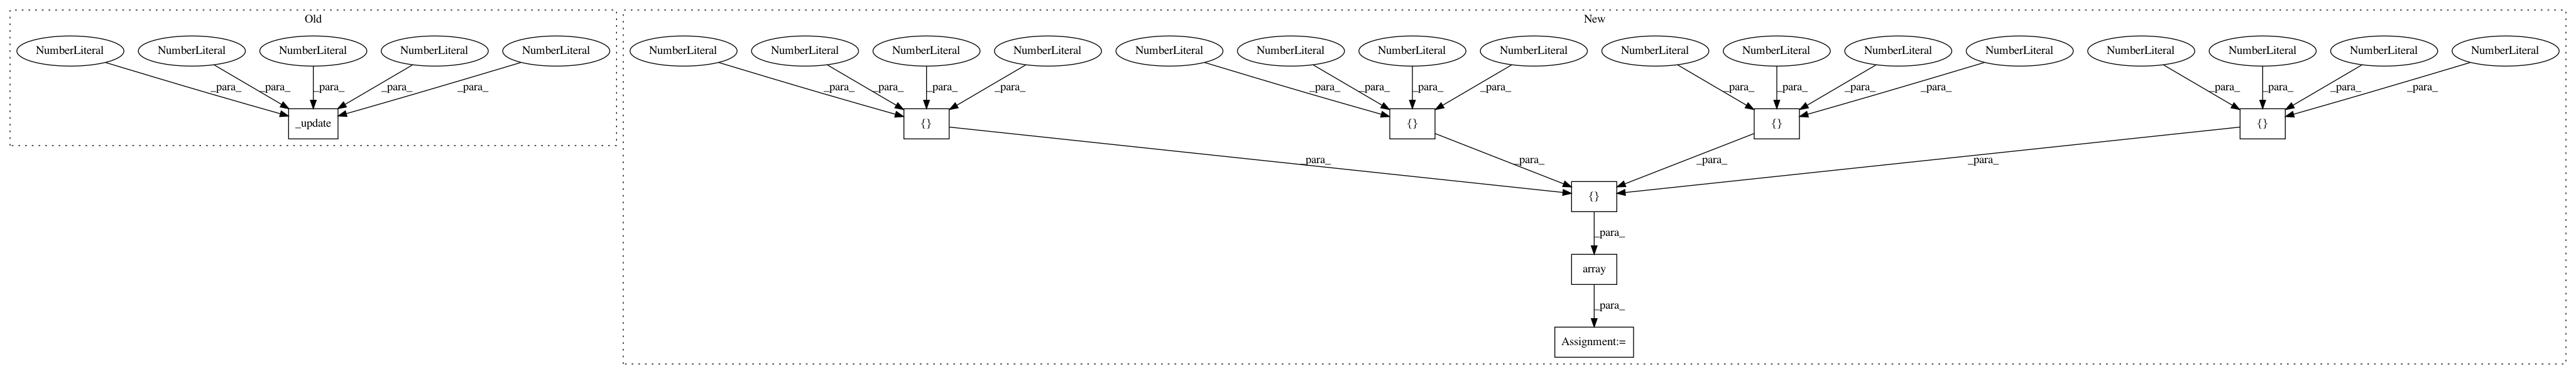 Old
New
NumberLiteral NumberLiteral NumberLiteral NumberLiteral NumberLiteral
NumberLiteral NumberLiteral NumberLiteral NumberLiteral NumberLiteral NumberLiteral NumberLiteral NumberLiteral NumberLiteral NumberLiteral NumberLiteral NumberLiteral NumberLiteral NumberLiteral NumberLiteral NumberLiteral
_para_ _para_ _para_ _para_ _para_
_para_ _para_ _para_ _para_ _para_ _para_ _para_ _para_ _para_ _para_ _para_ _para_ _para_ _para_ _para_ _para_
_update
{} {} {} {}
_para_ _para_ _para_ _para_
{}
_para_
array
_para_
Assignment:=